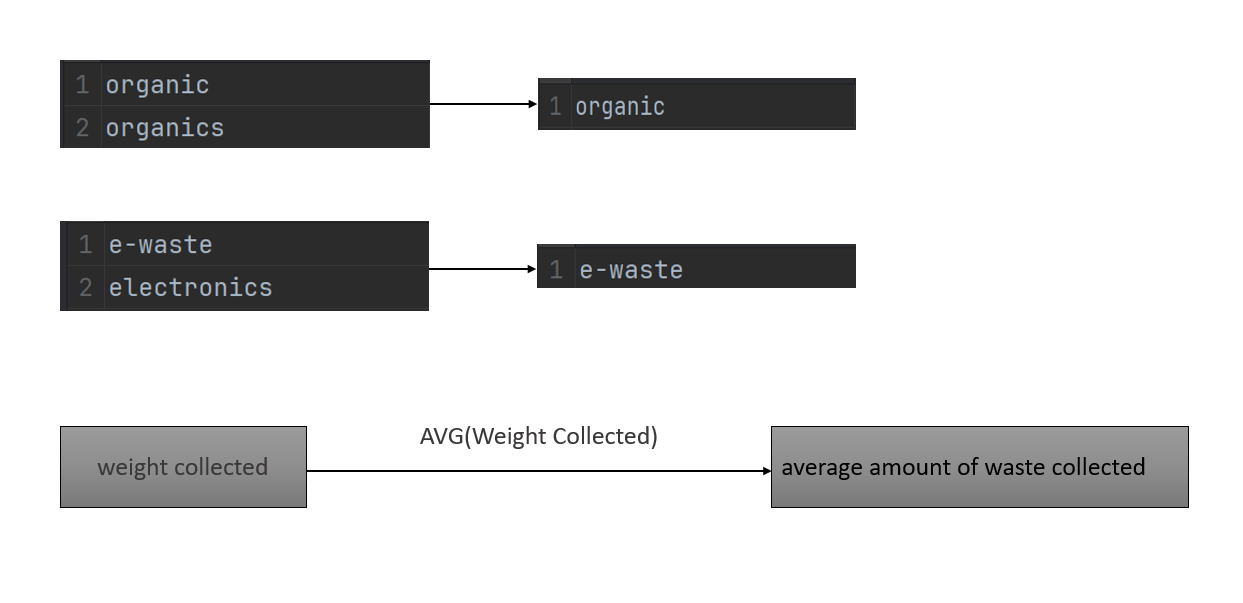 1 organic
2 organics
1 organic
1 e-waste
2 electronics
1 e-waste
weight collected
AVG(Weight Collected)
average amount of waste collected